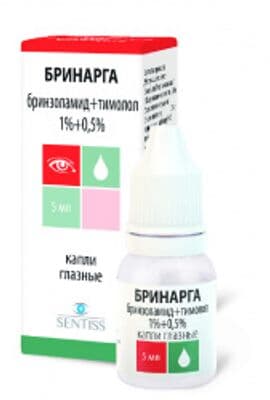 БРИНАРГА
бринзоламид+тимолол
1%+0,5%
5 мл
капли
глазные
SENTISS
БРИНАРГА
бринзоламид+тимолол
1%+0,5%
капли глазные
5 мл